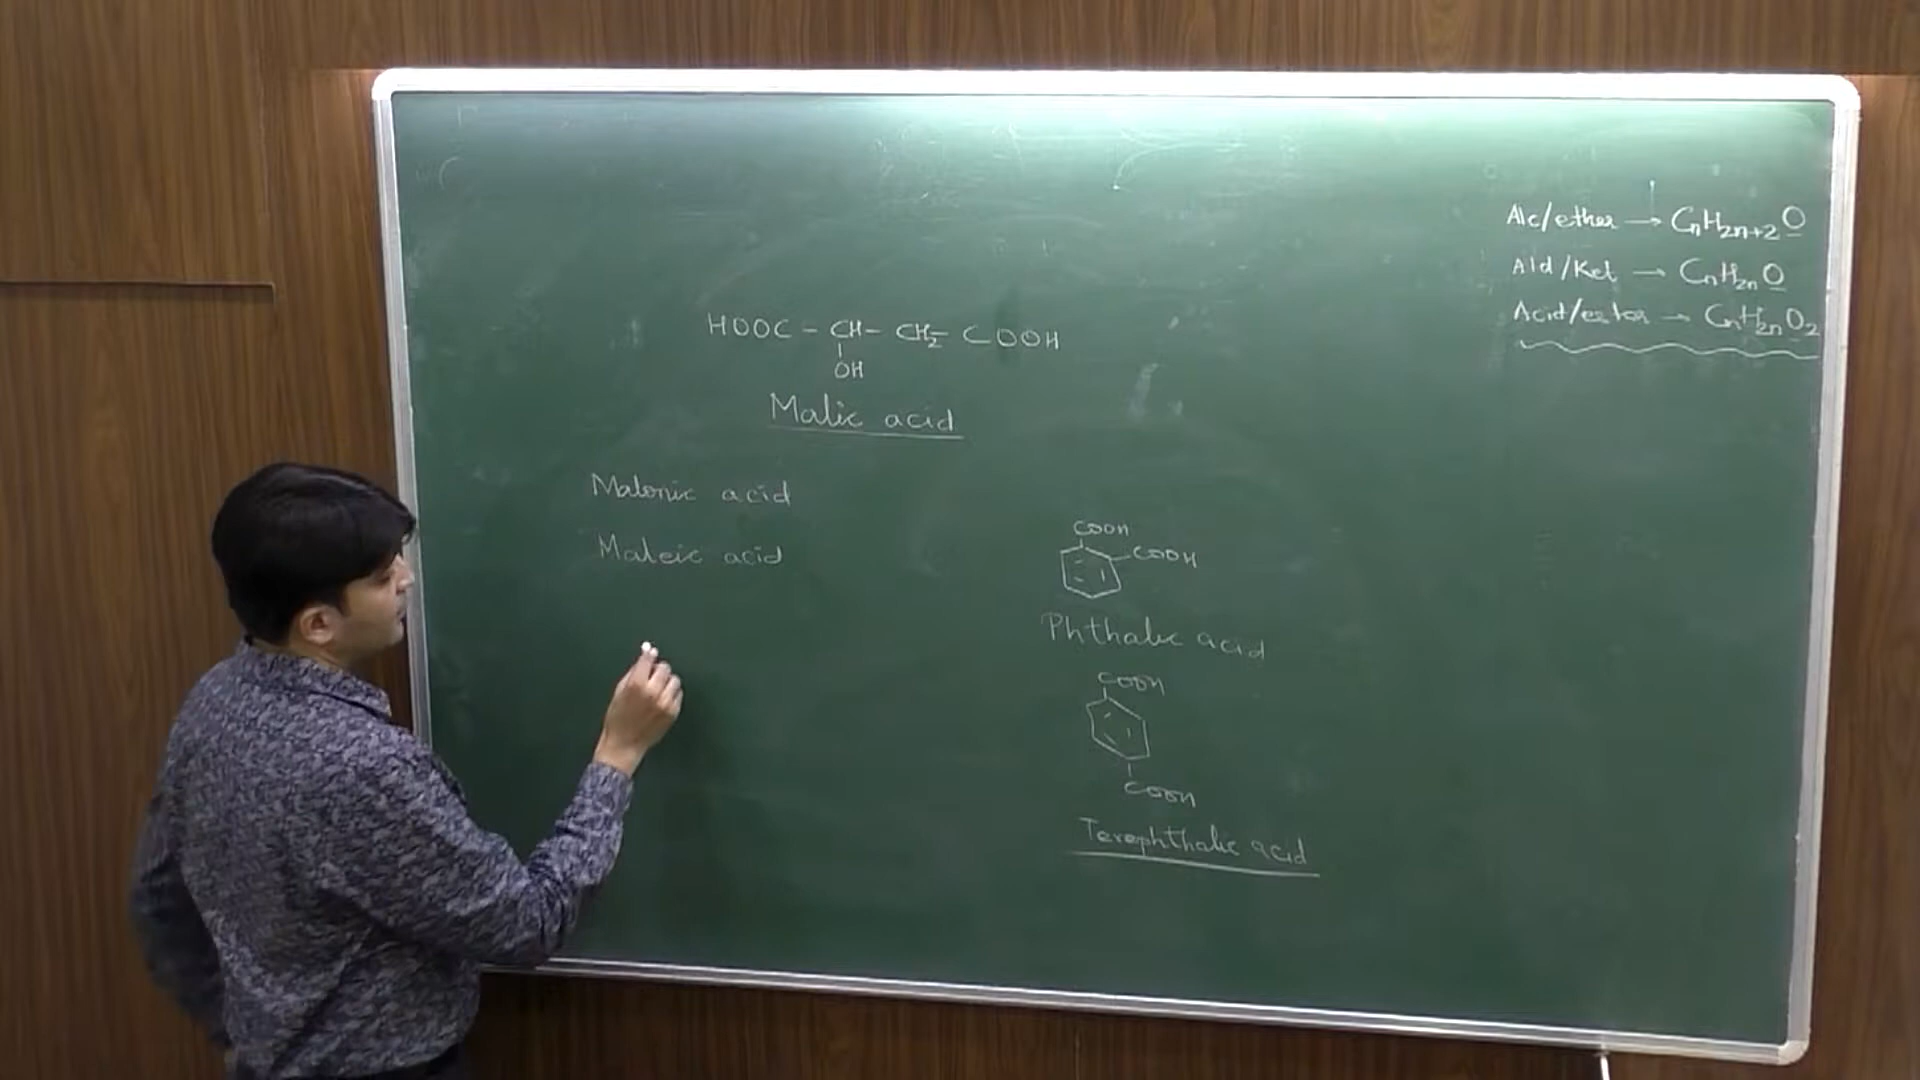 Alc/ether → CnH2n+2O
Ald/Ket → CnH2nO
Acid/ester → CnH2nO2
HOOC - CH - CH2 - COOH
OH
Malic acid
Malonic acid
Maleic acid
COOH
COOH
Phthalic acid
COOH
COOH
Terephthalic acid